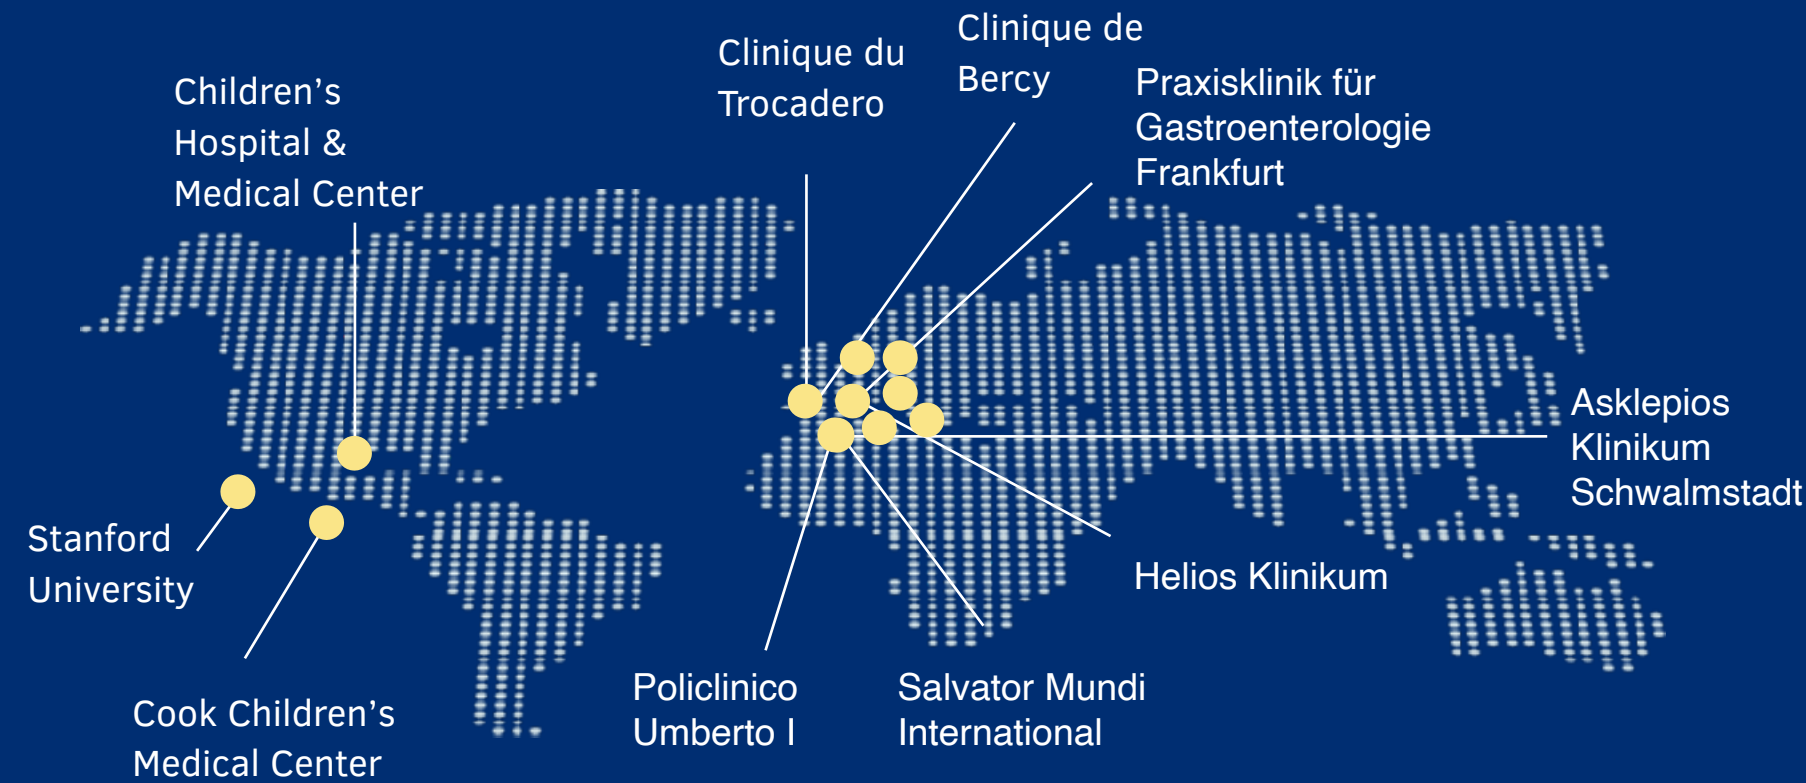 Children's
Hospital &
Medical Center
Clinique du
Trocadero
Clinique de
Bercy
Praxisklinik für
Gastroenterologie
Frankfurt
Asklepios
Klinikum
Schwalmstadt
Stanford
University
Helios Klinikum
Cook Children's
Medical Center
Policlinico
Umberto I
Salvator Mundi
International